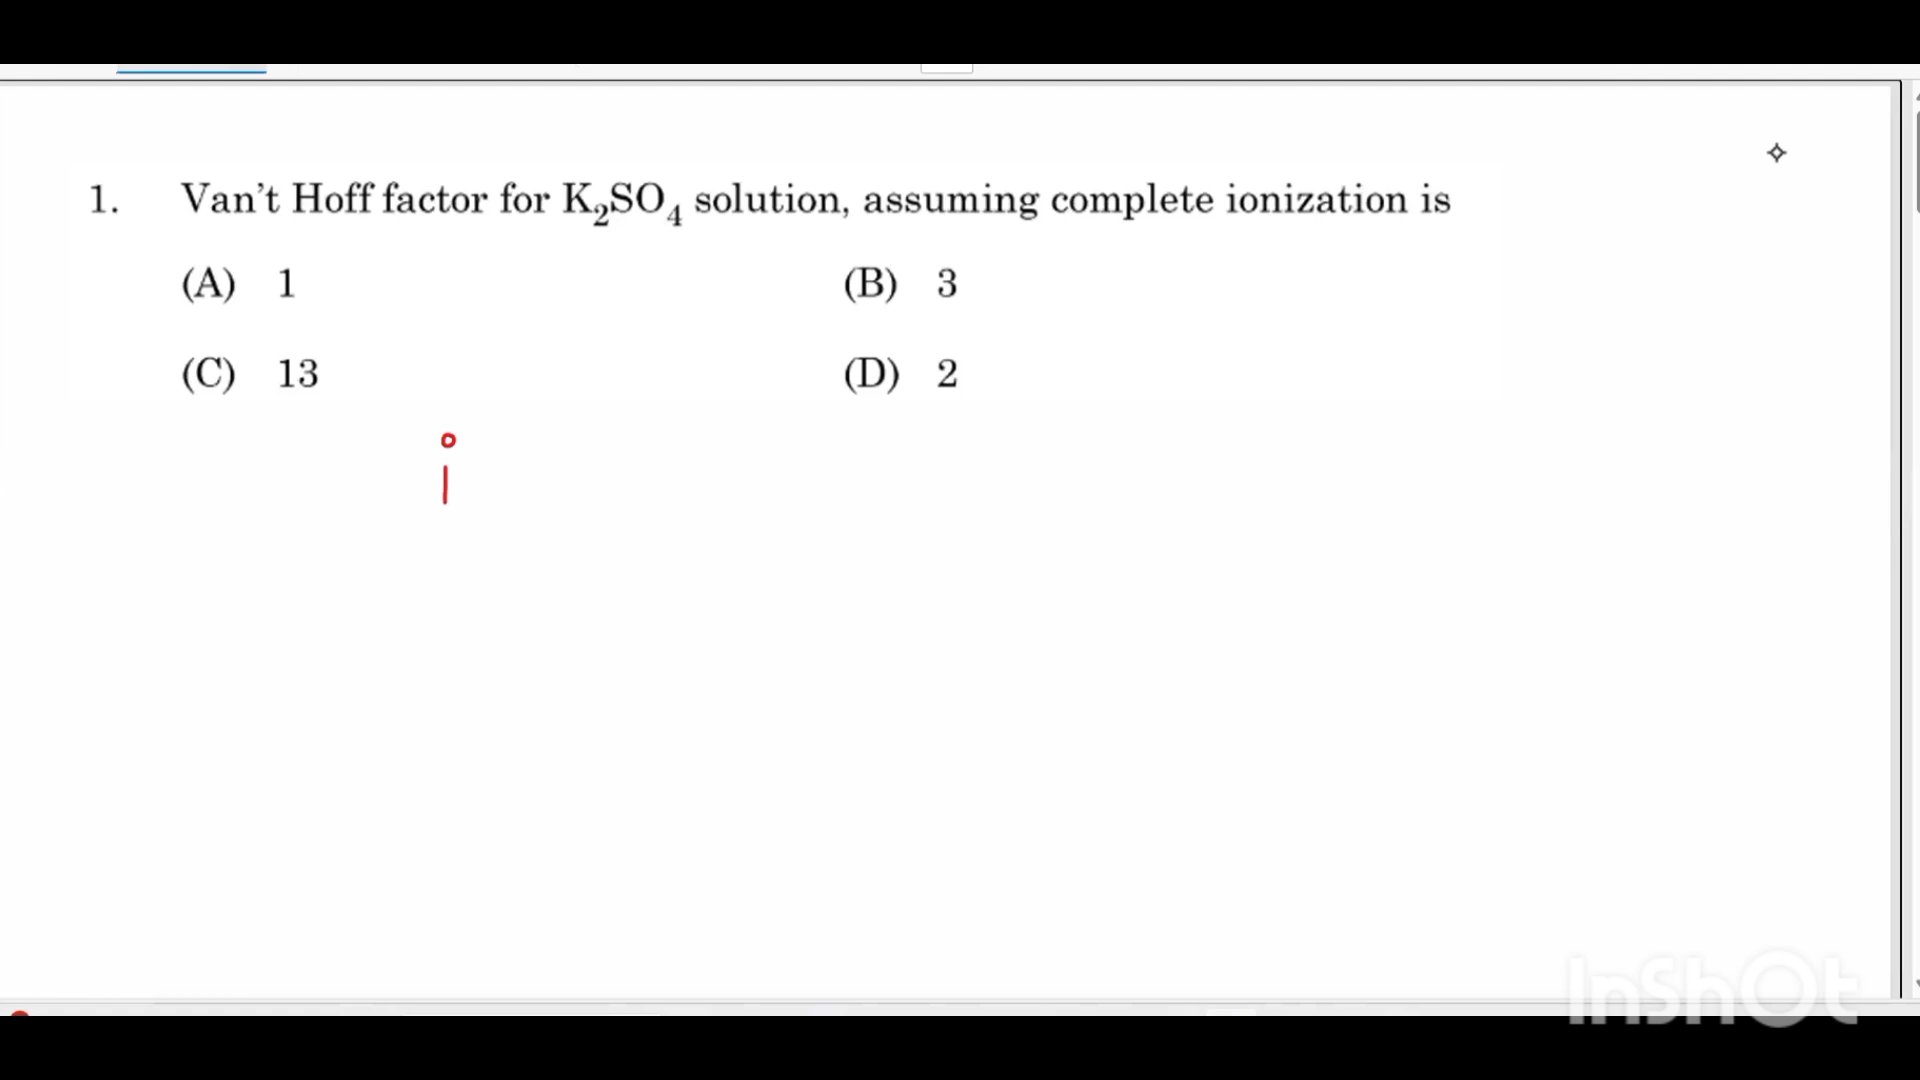 1. Van't Hoff factor for K₂SO₄ solution, assuming complete ionization is
(A) 1 (B) 3
(C) 13 (D) 2
i
InShOt